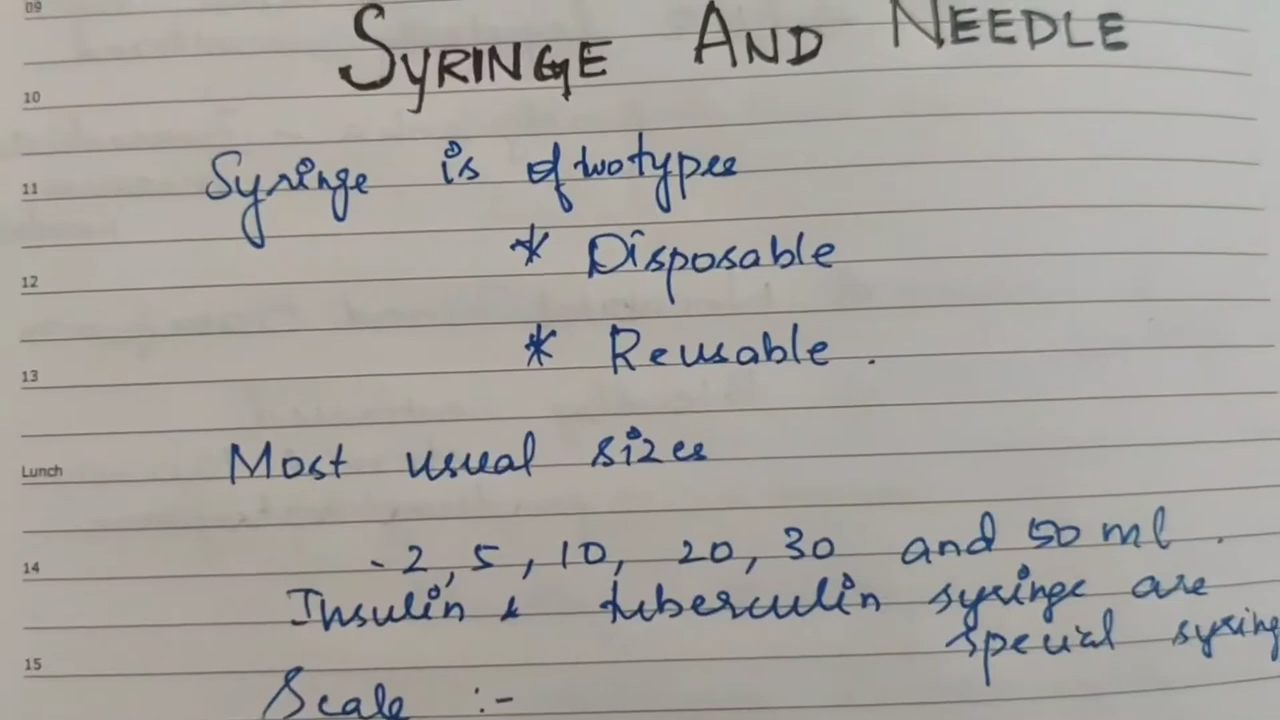 09
SYRINGE AND NEEDLE
10
Syringe is of two types
11
* Disposable
12
* Reusable .
13
Most usual sizes
Lunch
- 2, 5, 10, 20, 30 and 50 ml .
14
Insulin & tuberculin syringe are
special syring
15
Scale :-